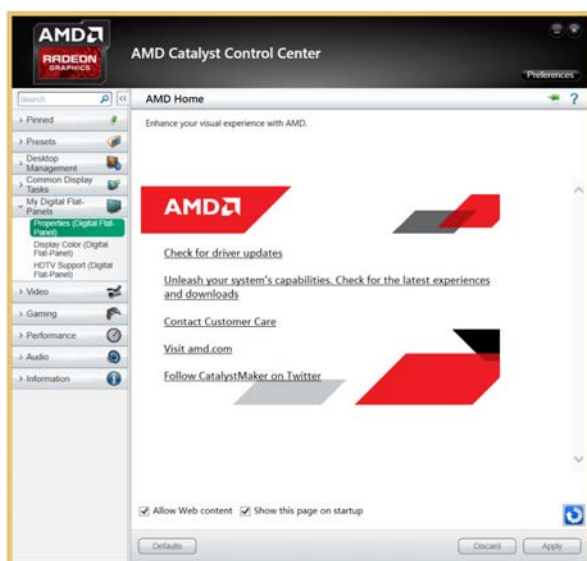 AMD
RADEON
GRAPHICS
AMD Catalyst Control Center
Preferences
Search
AMD Home
Enhance your visual experience with AMD.
Pinned
Presets
Desktop
Management
Common Display
Tasks
My Digital Flat-
Panels
Properties (Digital Flat-
Panel)
Display Color (Digital
Flat-Panel)
HDTV Support (Digital
Flat-Panel)
Video
Gaming
Performance
Audio
Information
AMD
Check for driver updates
Unleash your system's capabilities. Check for the latest experiences
and downloads
Contact Customer Care
Visit amd.com
Follow CatalystMaker on Twitter
Allow Web content Show this page on startup
Defaults
Discard Apply